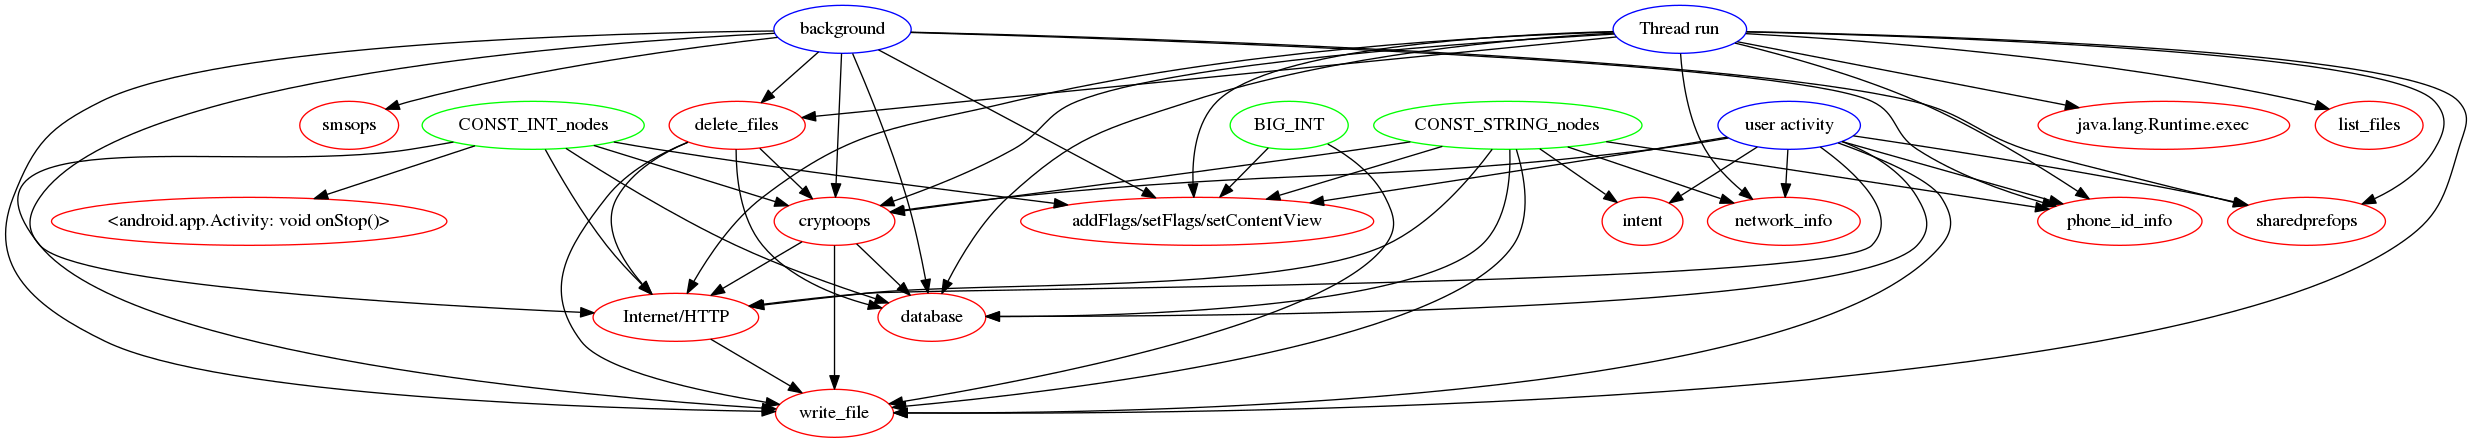 background
Thread run
smsops
CONST_INT_nodes
delete_files
BIG_INT
CONST_STRING_nodes
user activity
java.lang.Runtime.exec
list_files
<android.app.Activity: void onStop()>
cryptoops
addFlags/setFlags/setContentView
intent
network_info
phone_id_info
sharedprefops
Internet/HTTP
database
write_file